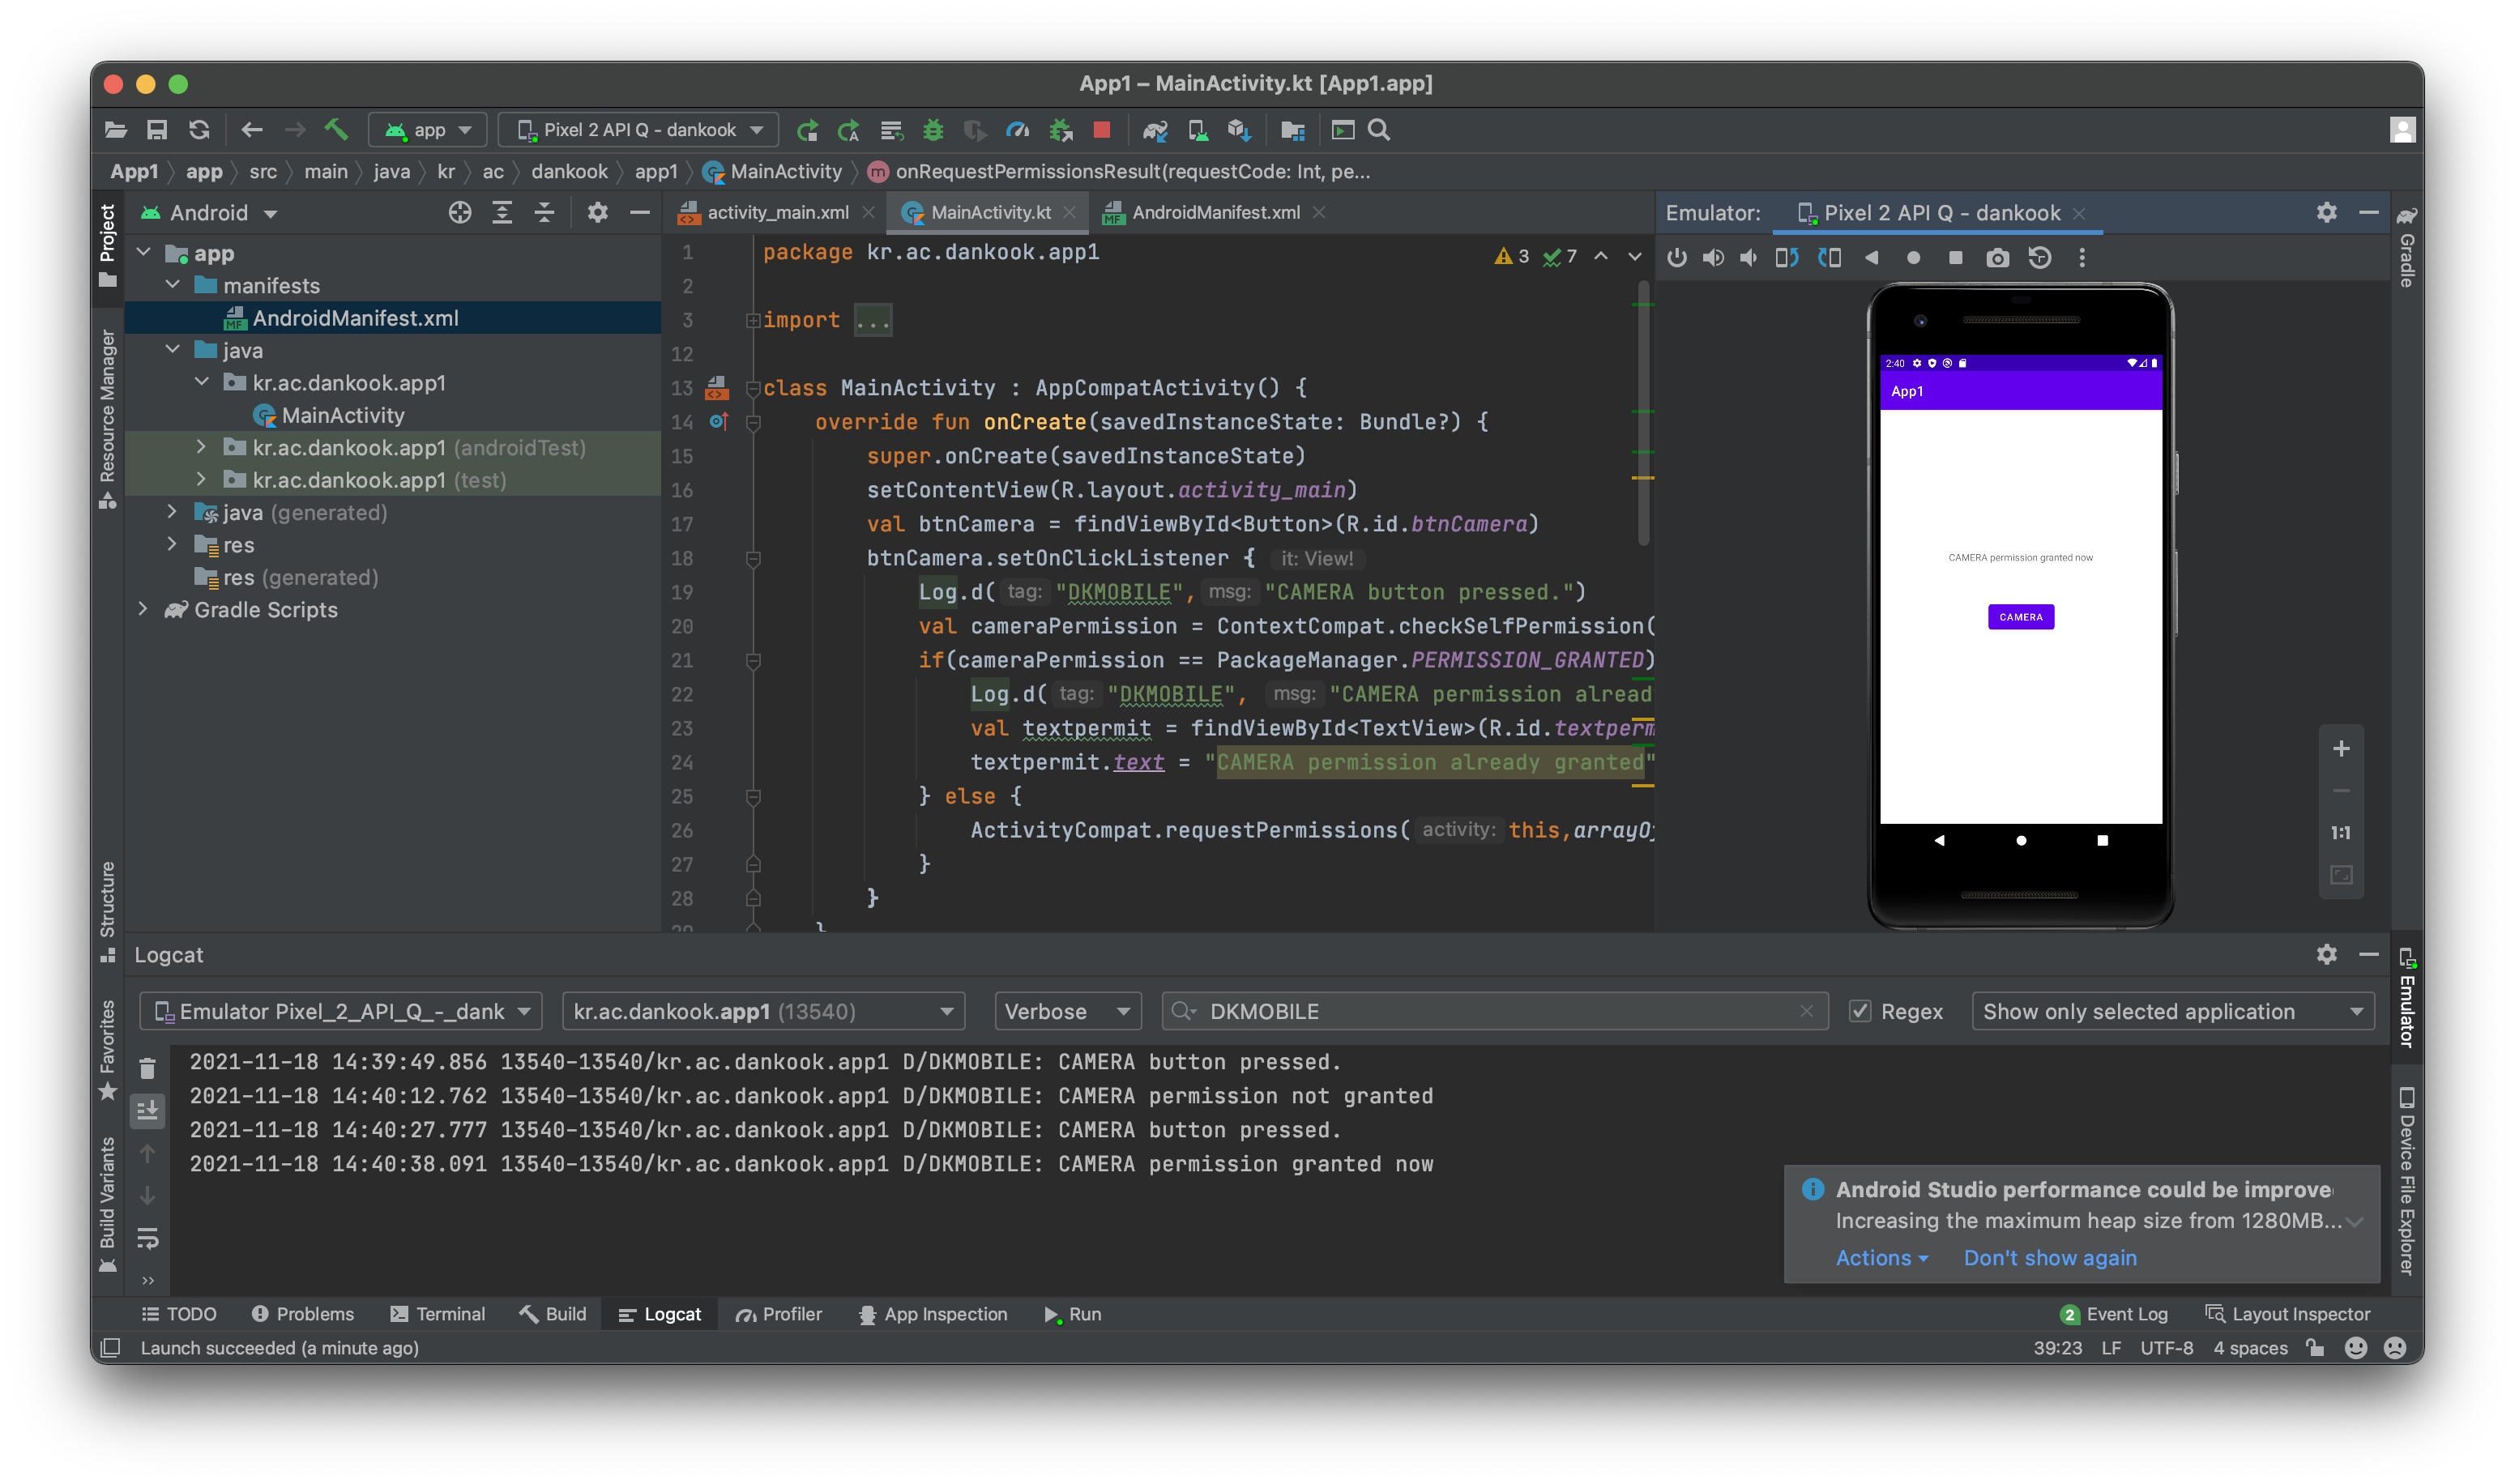 App1 – MainActivity.kt [App1.app]
app
Pixel 2 API Q - dankook
App1 app src main java kr ac dankook app1 MainActivity onRequestPermissionsResult(requestCode: Int, pe...
Project
Resource Manager
Structure
Favorites
Build Variants
Android
app
manifests
AndroidManifest.xml
java
kr.ac.dankook.app1
MainActivity
kr.ac.dankook.app1 (androidTest)
kr.ac.dankook.app1 (test)
java (generated)
res
res (generated)
Gradle Scripts
activity_main.xml
MainActivity.kt
AndroidManifest.xml
3 7
1 package kr.ac.dankook.app1
2
3 import ...
12
13 class MainActivity : AppCompatActivity() {
14 override fun onCreate(savedInstanceState: Bundle?) {
15 super.onCreate(savedInstanceState)
16 setContentView(R.layout.activity_main)
17 val btnCamera = findViewById<Button>(R.id.btnCamera)
18 btnCamera.setOnClickListener { it: View!
19 Log.d( tag: "DKMOBILE", msg: "CAMERA button pressed.")
20 val cameraPermission = ContextCompat.checkSelfPermission(
21 if(cameraPermission == PackageManager.PERMISSION_GRANTED)
22 Log.d( tag: "DKMOBILE", msg: "CAMERA permission alread
23 val textpermit = findViewById<TextView>(R.id.textperm
24 textpermit.text = "CAMERA permission already granted"
25 } else {
26 ActivityCompat.requestPermissions( activity: this,arrayO
27 }
28 }
Emulator: Pixel 2 API Q - dankook
2:40
App1
CAMERA permission granted now
CAMERA
1:1
Gradle
Emulator
Device File Explorer
Logcat
Emulator Pixel_2_API_Q_-_dank
kr.ac.dankook.app1 (13540)
Verbose
DKMOBILE
Regex
Show only selected application
2021-11-18 14:39:49.856 13540-13540/kr.ac.dankook.app1 D/DKMOBILE: CAMERA button pressed.
2021-11-18 14:40:12.762 13540-13540/kr.ac.dankook.app1 D/DKMOBILE: CAMERA permission not granted
2021-11-18 14:40:27.777 13540-13540/kr.ac.dankook.app1 D/DKMOBILE: CAMERA button pressed.
2021-11-18 14:40:38.091 13540-13540/kr.ac.dankook.app1 D/DKMOBILE: CAMERA permission granted now
Android Studio performance could be improve
Increasing the maximum heap size from 1280MB...
Actions Don't show again
TODO Problems Terminal Build Logcat Profiler App Inspection Run
2 Event Log Layout Inspector
Launch succeeded (a minute ago)
39:23 LF UTF-8 4 spaces